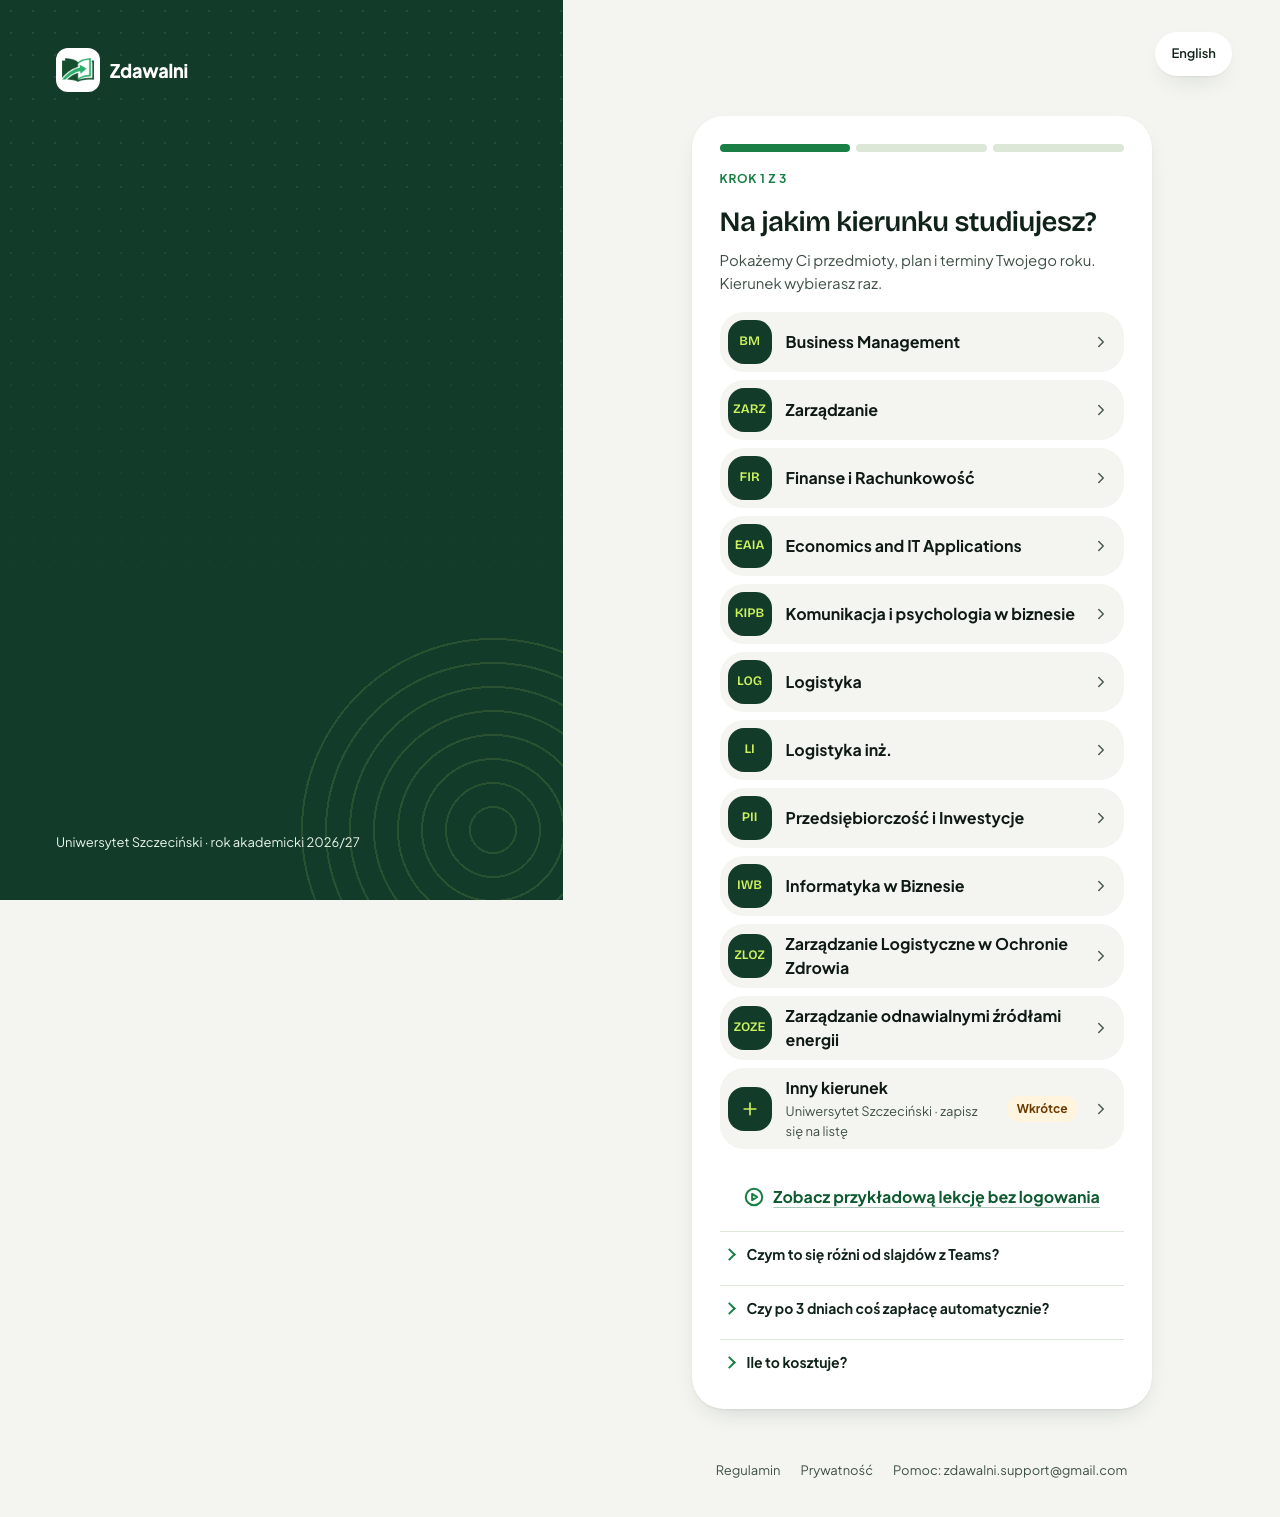 Zdawalni
Uniwersytet Szczeciński · rok akademicki 2026/27
English
KROK 1 Z 3
Na jakim kierunku studiujesz?
Pokażemy Ci przedmioty, plan i terminy Twojego roku.
Kierunek wybierasz raz.
BM Business Management
ZARZ Zarządzanie
FIR Finanse i Rachunkowość
EAIA Economics and IT Applications
KIPB Komunikacja i psychologia w biznesie
LOG Logistyka
LI Logistyka inż.
PII Przedsiębiorczość i Inwestycje
IWB Informatyka w Biznesie
ZLOZ Zarządzanie Logistyczne w Ochronie
Zdrowia
ZOZE Zarządzanie odnawialnymi źródłami
energii
Inny kierunek
Uniwersytet Szczeciński · zapisz
się na listę
Wkrótce
Zobacz przykładową lekcję bez logowania
Czym to się różni od slajdów z Teams?
Czy po 3 dniach coś zapłacę automatycznie?
Ile to kosztuje?
Regulamin Prywatność Pomoc: zdawalni.support@gmail.com